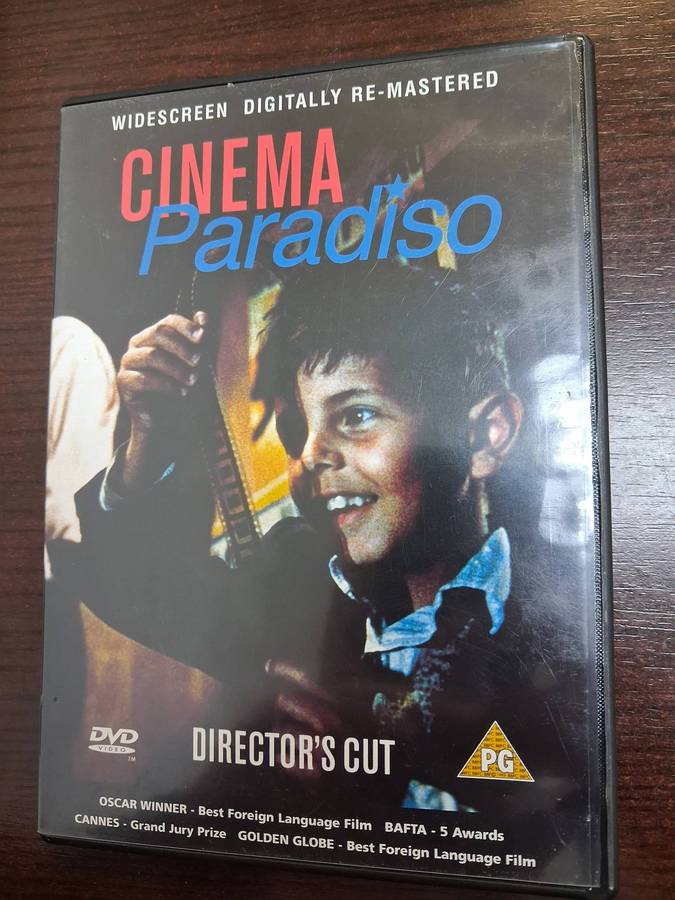 WIDESCREEN DIGITALLY RE-MASTERED
CINEMA
Paradiso
DVD
VIDEO
TM
DIRECTOR'S CUT
PG
OSCAR WINNER - Best Foreign Language Film BAFTA - 5 Awards
CANNES - Grand Jury Prize GOLDEN GLOBE - Best Foreign Language Film